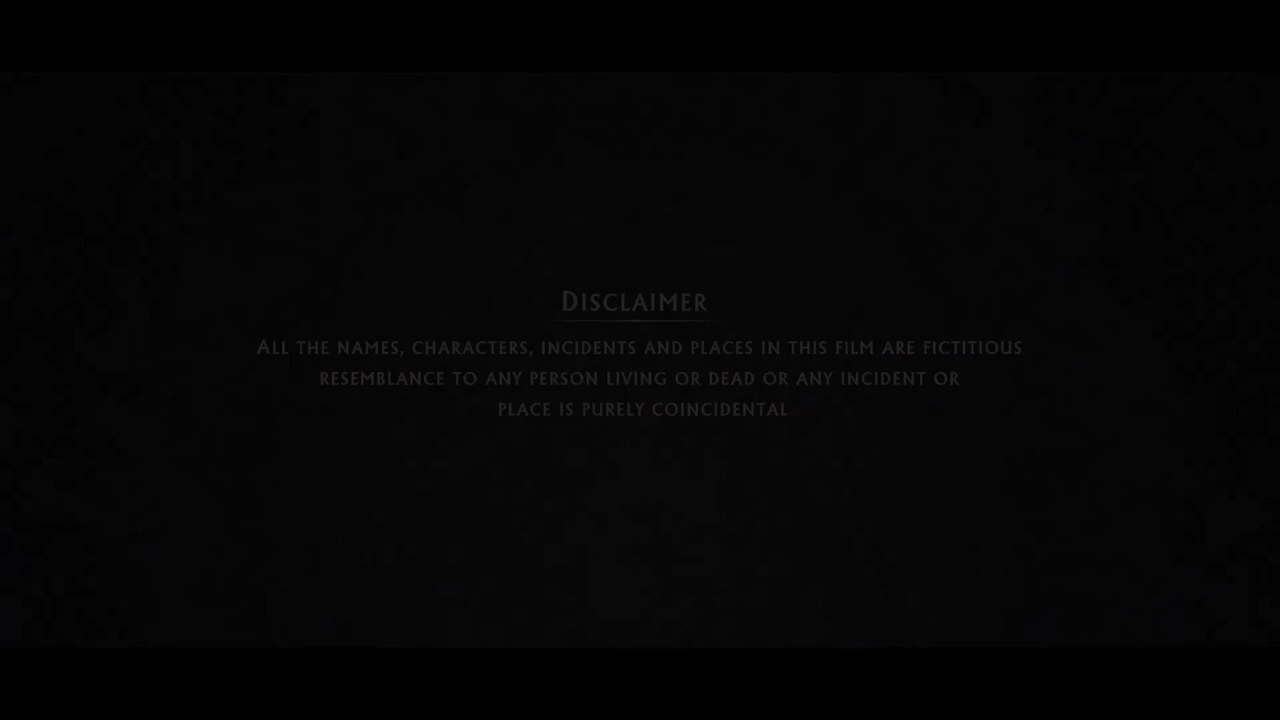 Disclaimer
All the names, characters, incidents and places in this film are fictitious
resemblance to any person living or dead or any incident or
place is purely coincidental